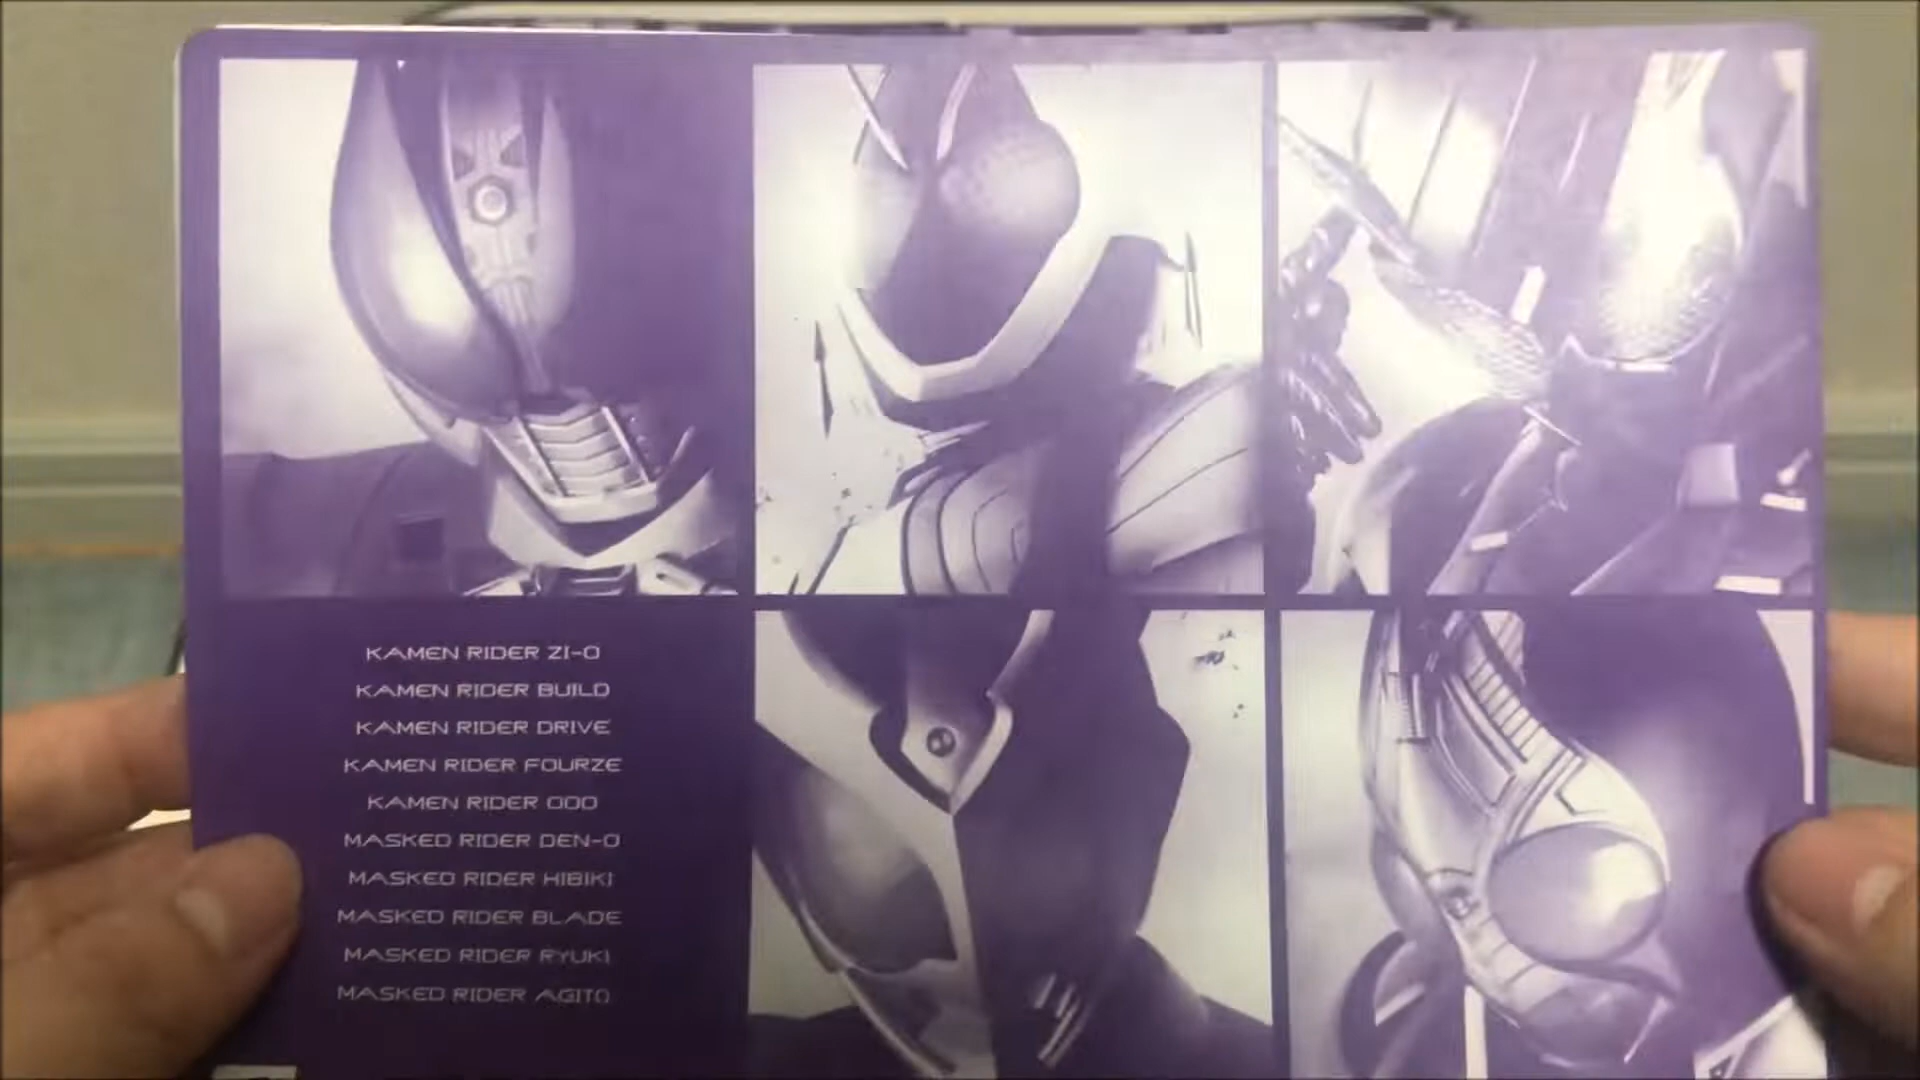 KAMEN RIDER ZI-O
KAMEN RIDER BUILD
KAMEN RIDER DRIVE
KAMEN RIDER FOURZE
KAMEN RIDER OOO
MASKED RIDER DEN-O
MASKED RIDER HIBIKI
MASKED RIDER BLADE
MASKED RIDER RYUKI
MASKED RIDER AGITO